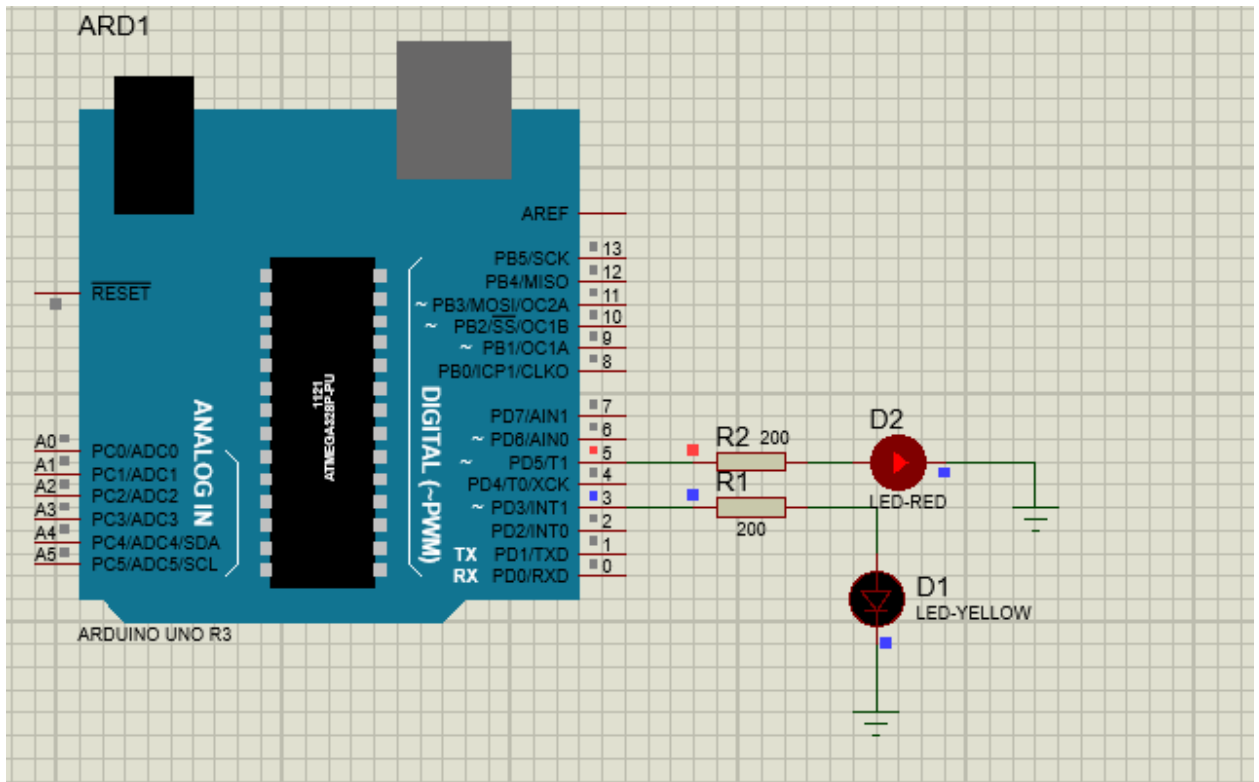 ARD1
AREF
13
PB5/SCK
12
PB4/MISO
11
~ PB3/MOSI/OC2A
10
~ PB2/SS/OC1B
9
~ PB1/OC1A
8
PB0/ICP1/CLKO
RESET
1121
ATMEGA328P-PU
ANALOG IN
DIGITAL (~PWM)
7
PD7/AIN1
6
~ PD6/AIN0
5
~ PD5/T1
4
PD4/T0/XCK
3
~ PD3/INT1
2
PD2/INT0
1
TX PD1/TXD
0
RX PD0/RXD
A0 PC0/ADC0
A1 PC1/ADC1
A2 PC2/ADC2
A3 PC3/ADC3
A4 PC4/ADC4/SDA
A5 PC5/ADC5/SCL
ARDUINO UNO R3
R2 200
D2
LED-RED
R1
200
D1
LED-YELLOW